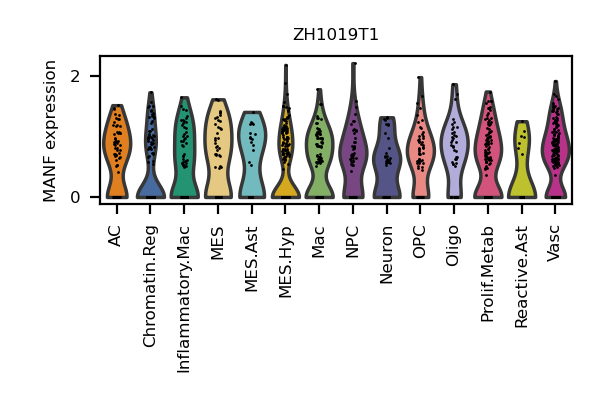 ZH1019T1
MANF expression
2
0
AC
Chromatin.Reg
Inflammatory.Mac
MES
MES.Ast
MES.Hyp
Mac
NPC
Neuron
OPC
Oligo
Prolif.Metab
Reactive.Ast
Vasc